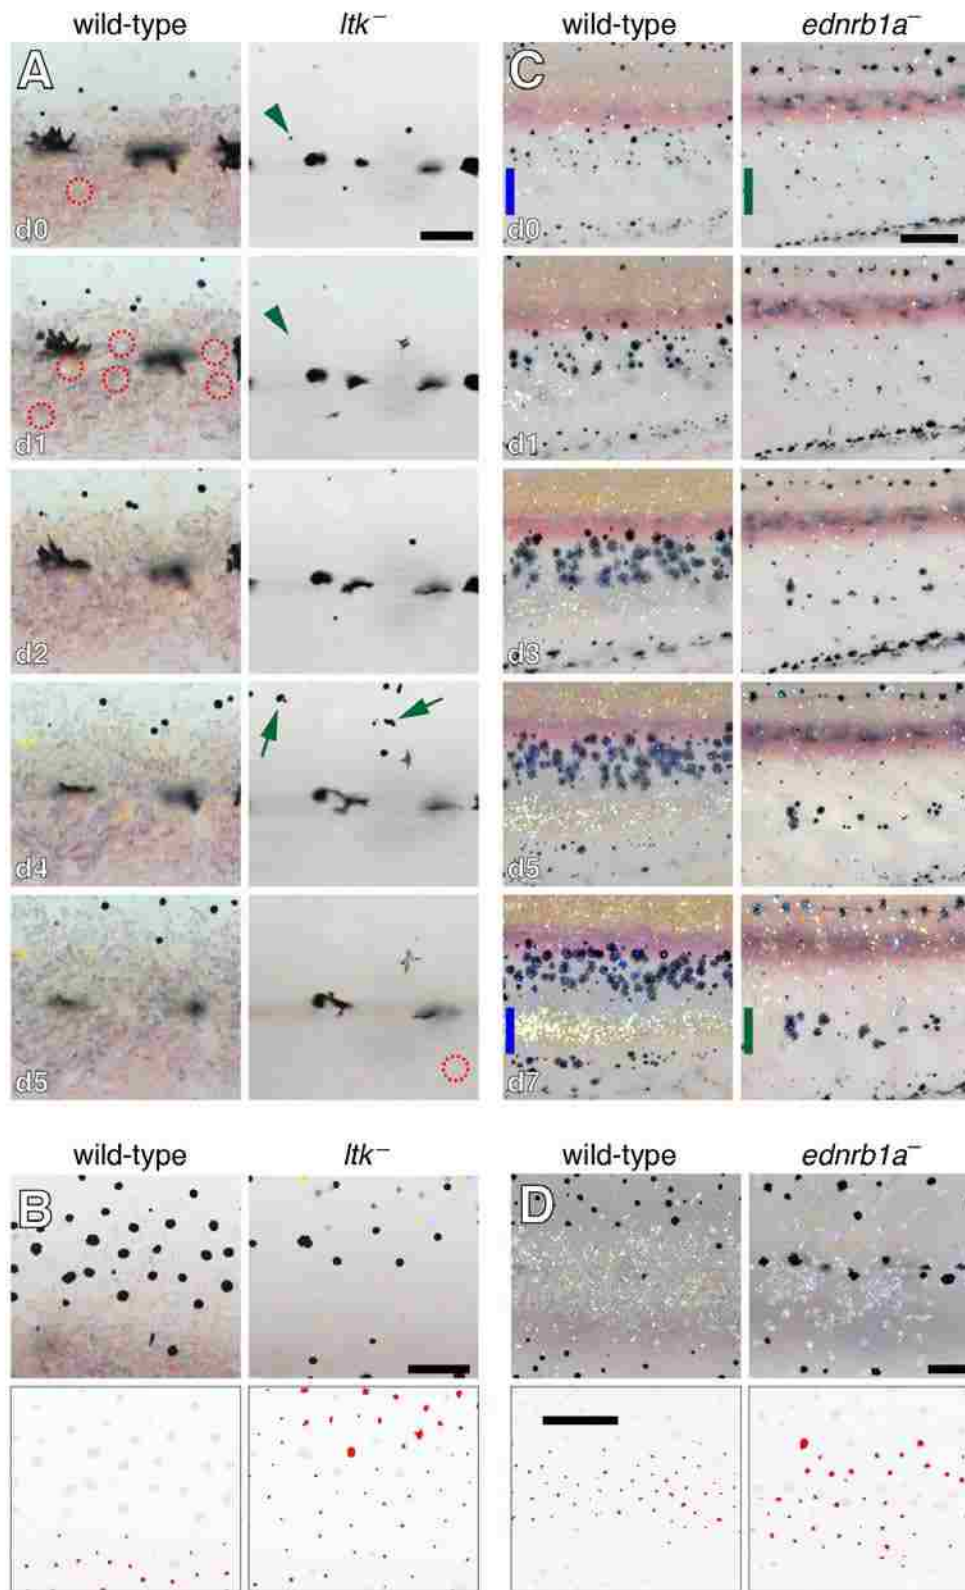 wild-type ltk⁻ wild-type ednrb1a⁻
A C
d0 d0
d1 d1
d2 d3
d4 d5
d5 d7
wild-type ltk⁻ wild-type ednrb1a⁻
B D